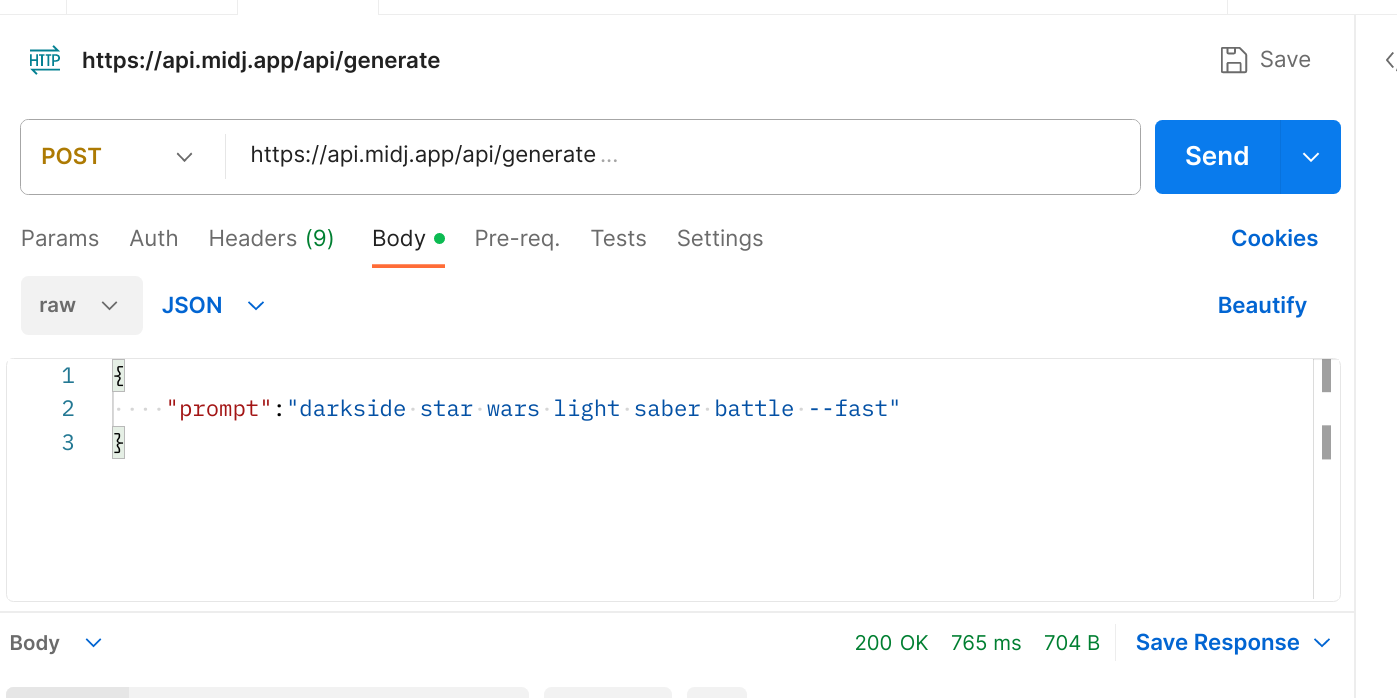 HTTP https://api.midj.app/api/generate Save
POST https://api.midj.app/api/generate ... Send
Params Auth Headers (9) Body Pre-req. Tests Settings Cookies
raw JSON Beautify
1 {
2 "prompt":"darkside star wars light saber battle --fast"
3 }
Body 200 OK 765 ms 704 B Save Response